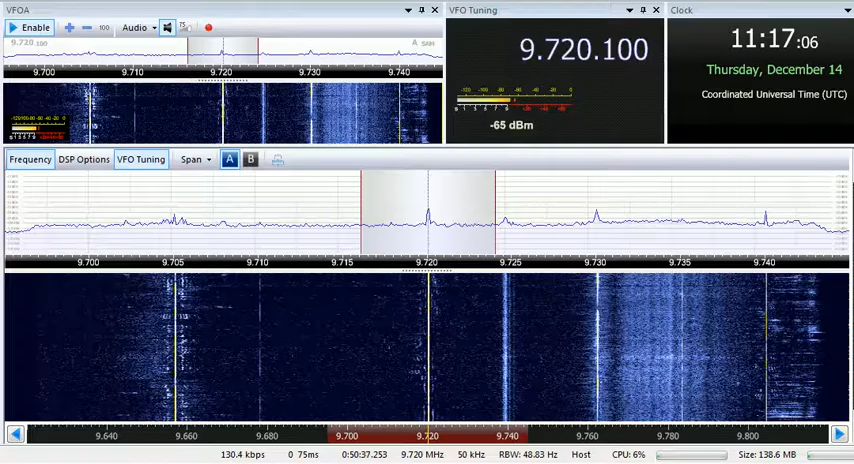 VFOA
Enable 100 Audio 75
9.720.100 A SAM
9.700 9.710 9.720 9.730 9.740
VFO Tuning
9.720.100
-65 dBm
Clock
11:17:06
Thursday, December 14
Coordinated Universal Time (UTC)
Frequency DSP Options VFO Tuning Span A B
9.700 9.705 9.710 9.715 9.720 9.725 9.730 9.735 9.740
9.640 9.660 9.680 9.700 9.720 9.740 9.760 9.780 9.800
130.4 kbps 0 75ms 0:50:37.253 9.720 MHz 50 kHz RBW: 48.83 Hz Host CPU: 6% Size: 138.6 MB